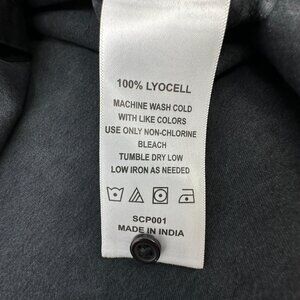 100% LYOCELL
MACHINE WASH COLD
WITH LIKE COLORS
USE ONLY NON-CHLORINE
BLEACH
TUMBLE DRY LOW
LOW IRON AS NEEDED
SCP001
MADE IN INDIA